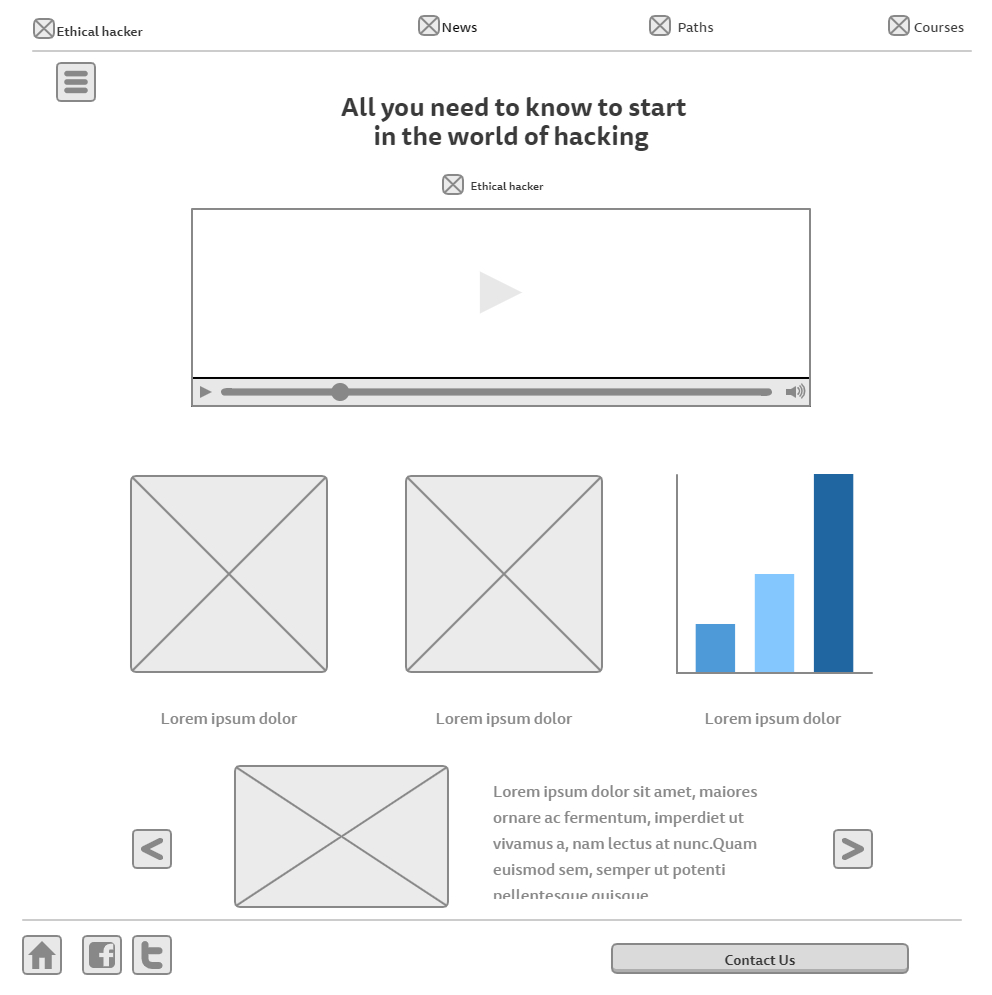 Ethical hacker
News
Paths
Courses
All you need to know to start
in the world of hacking
Ethical hacker
Lorem ipsum dolor
Lorem ipsum dolor
Lorem ipsum dolor
Lorem ipsum dolor sit amet, maiores
ornare ac fermentum, imperdiet ut
vivamus a, nam lectus at nunc.Quam
euismod sem, semper ut potenti
pellentesque quisque
Contact Us